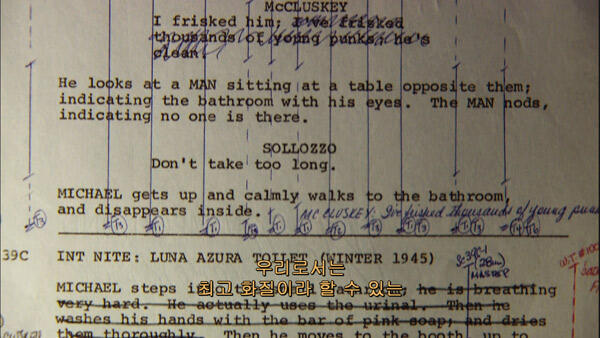 McCLUSKEY
I frisked him; I've frisked
thousands of young punks. he's
clean.
He looks at a MAN sitting at a table opposite them;
indicating the bathroom with his eyes. The MAN nods,
indicating no one is there.
SOLLOZZO
Don't take too long.
MICHAEL gets up and calmly walks to the bathroom,
and disappears inside.
MC CLUSKEY: I've frisked thousands of young punks
39C INT NITE: LUNA AZURA TOILET (WINTER 1945)
우리로서는
최고 화질이라 할 수 있는
MICHAEL steps he is breathing
very hard. He actually uses the urinal. Then he
washes his hands with the bar of pink soap; and dries
them thoroughly. Then he moves to the booth, up to